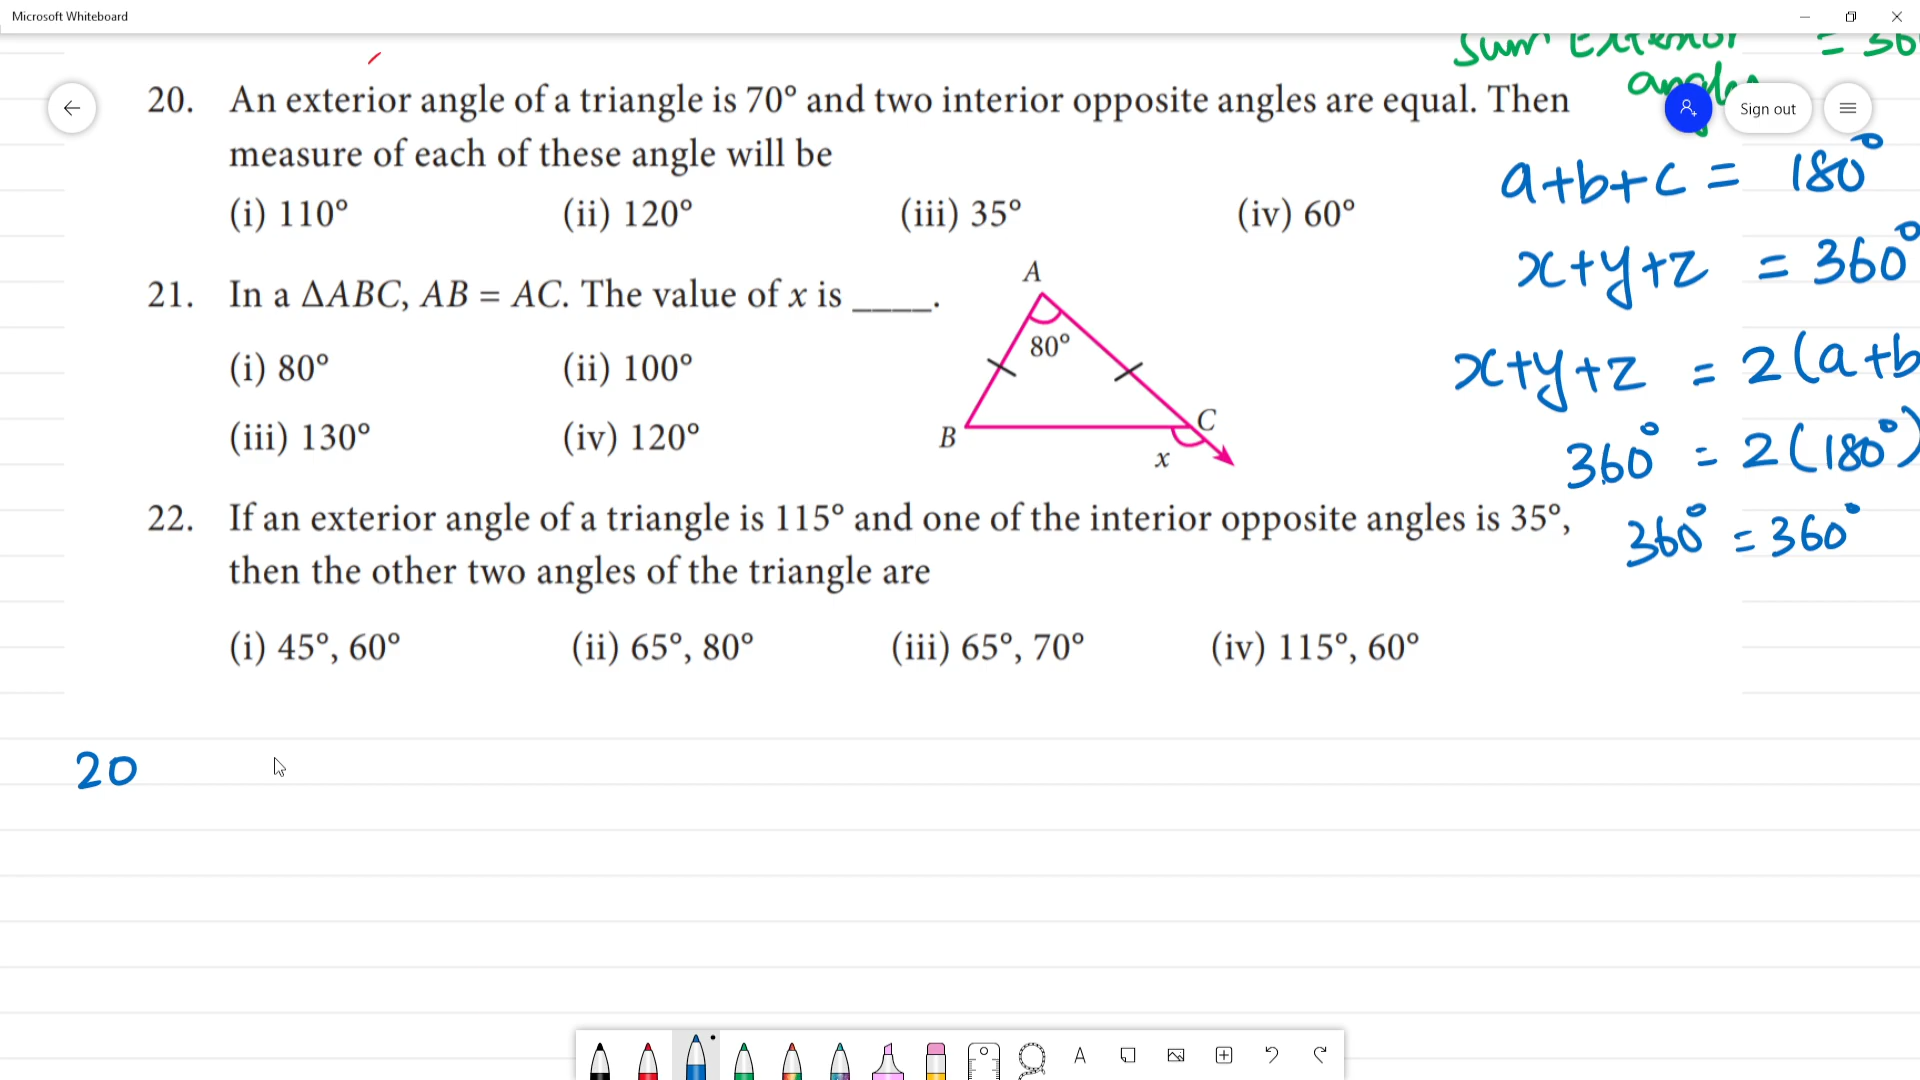 Microsoft Whiteboard
Sum Exterior = 36
angles
Sign out
20. An exterior angle of a triangle is 70° and two interior opposite angles are equal. Then
measure of each of these angle will be
(i) 110° (ii) 120° (iii) 35° (iv) 60°
a+b+c = 180°
x+y+z = 360°
21. In a ΔABC, AB = AC. The value of x is ____.
(i) 80° (ii) 100°
(iii) 130° (iv) 120°
A
80°
B
C
x
x+y+z = 2(a+b
360° = 2(180°)
360° = 360°
22. If an exterior angle of a triangle is 115° and one of the interior opposite angles is 35°,
then the other two angles of the triangle are
(i) 45°, 60° (ii) 65°, 80° (iii) 65°, 70° (iv) 115°, 60°
20
A